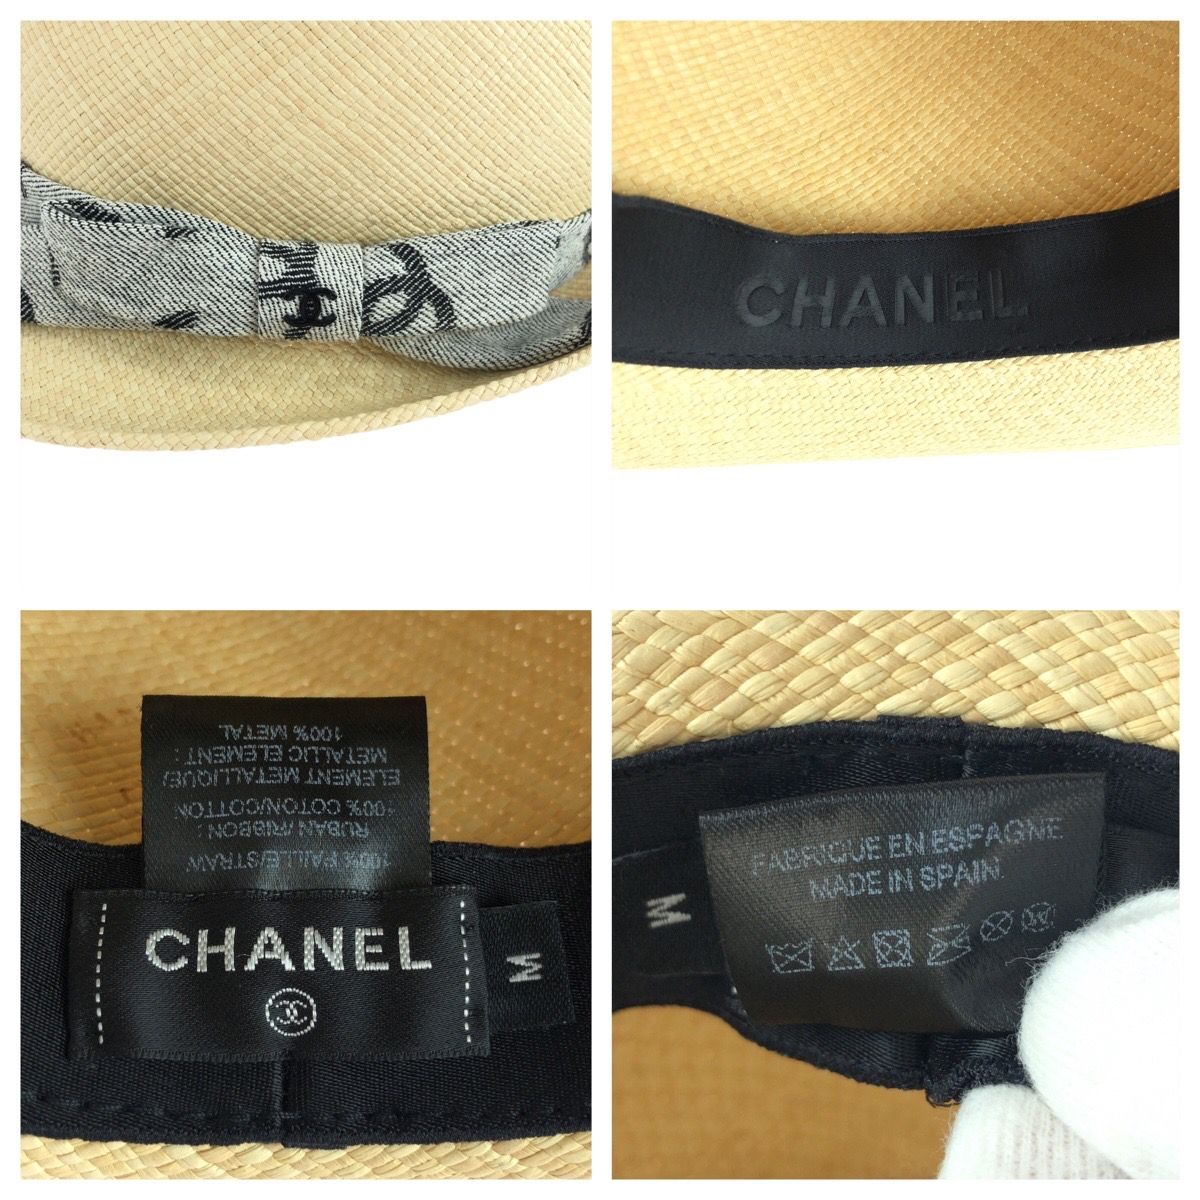 CHANEL
100% PAILLE/STRAW
RUBAN /RIBBON :
100% COTON/COTTON
ELEMENT METALLIQUE/
METALLIC ELEMENT :
100% METAL
CHANEL
M
M
FABRIQUE EN ESPAGNE
MADE IN SPAIN.